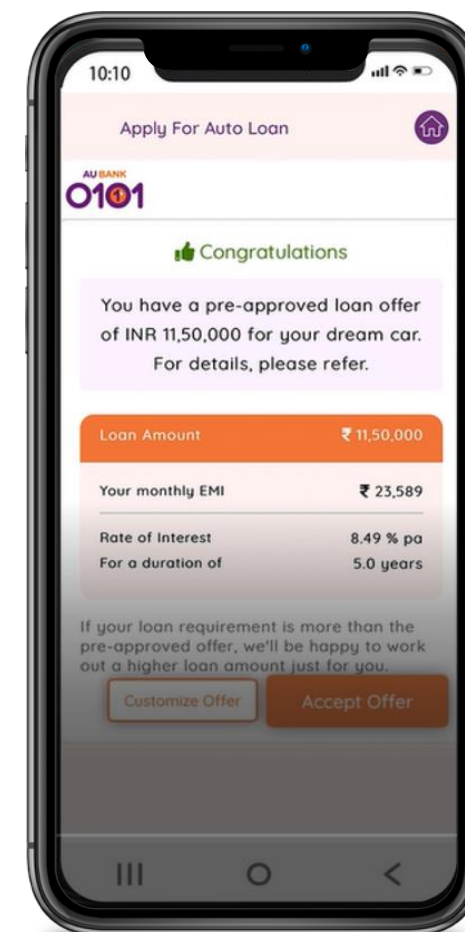 10:10
Apply For Auto Loan
AU BANK
0101
Congratulations
You have a pre-approved loan offer
of INR 11,50,000 for your dream car.
For details, please refer.
Loan Amount ₹ 11,50,000
Your monthly EMI ₹ 23,589
Rate of Interest 8.49 % pa
For a duration of 5.0 years
If your loan requirement is more than the
pre-approved offer, we'll be happy to work
out a higher loan amount just for you.
Customize Offer Accept Offer